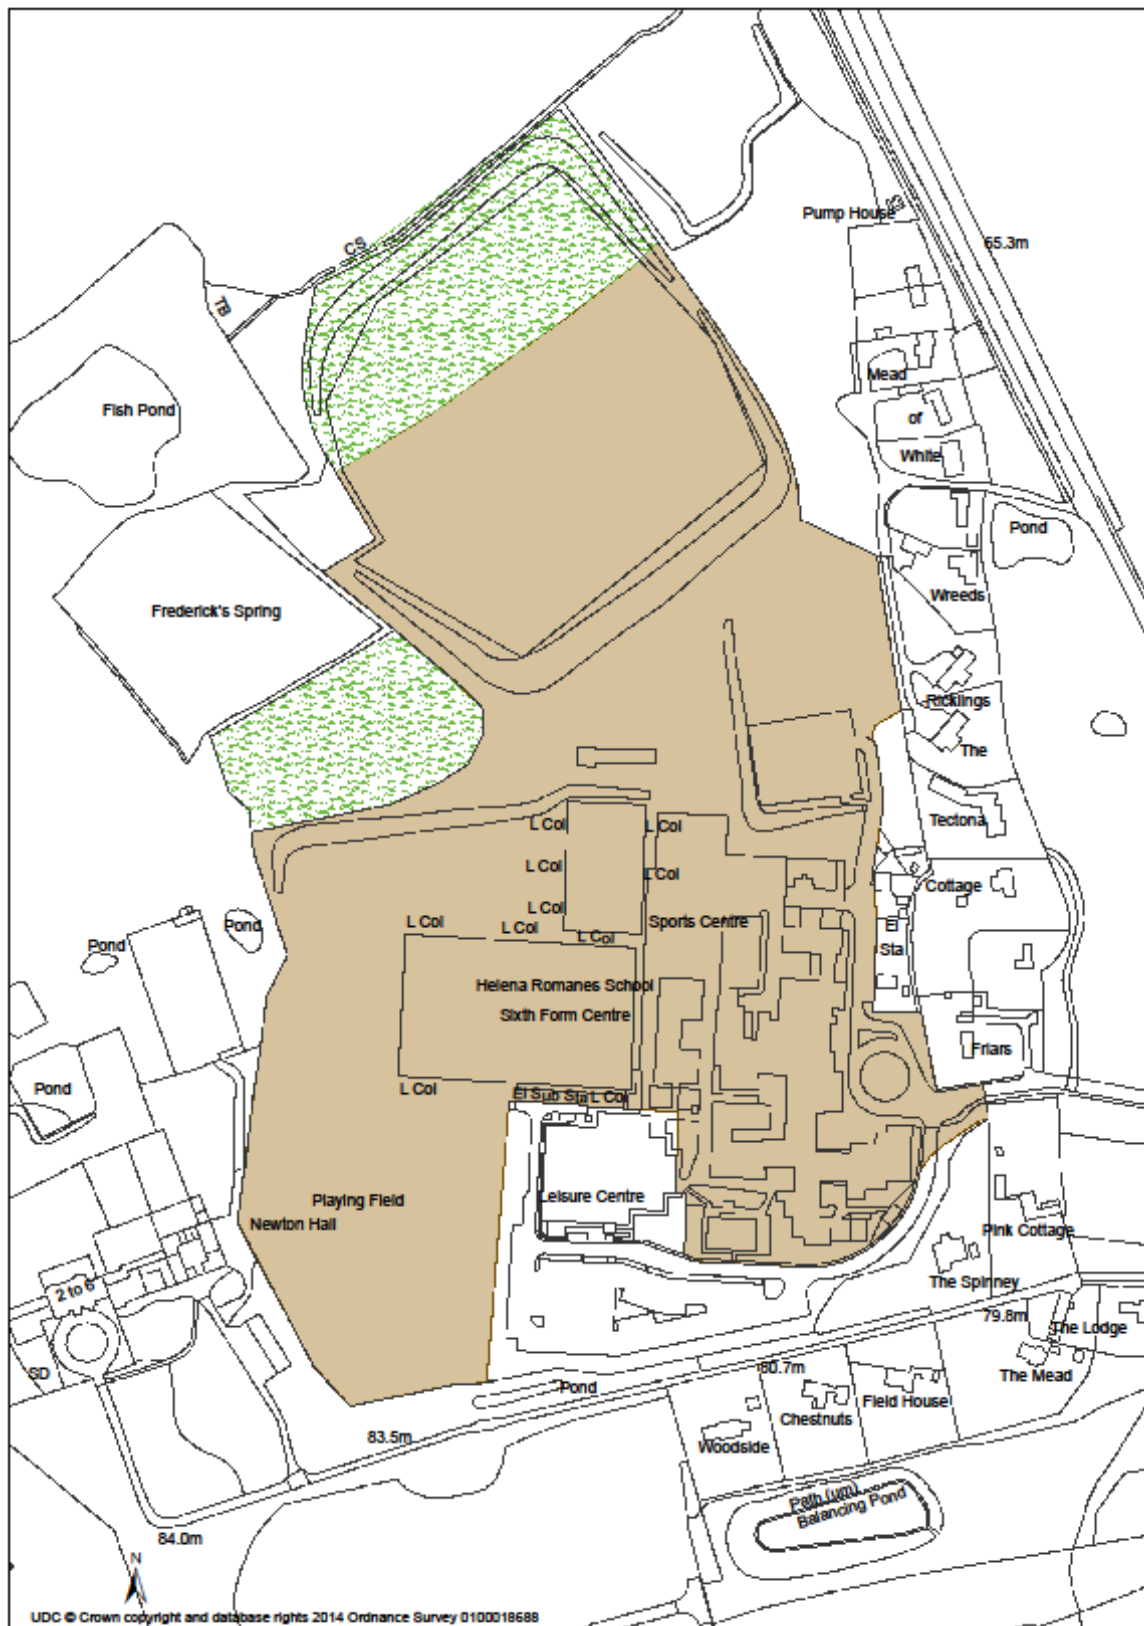 Pump House
65.3m
CS
TB
Mead
Fish Pond
of
White
Pond
Wreeds
Frederick's Spring
Ricklings
The
Tectona
L Col
L Col
L Col
L Col
Cottage
L Col
L Col
L Col
L Col
Sports Centre
El
Sta
Pond
Pond
Helena Romanes School
Sixth Form Centre
Friars
Pond
L Col
El Sub Sta
L Col
Leisure Centre
Playing Field
Newton Hall
Pink Cottage
2 to 6
The Spinney
79.8m
The Lodge
SD
80.7m
The Mead
Pond
Field House
Chestnuts
83.5m
Woodside
Path (um)
Balancing Pond
84.0m
N
UDC © Crown copyright and database rights 2014 Ordnance Survey 0100018688